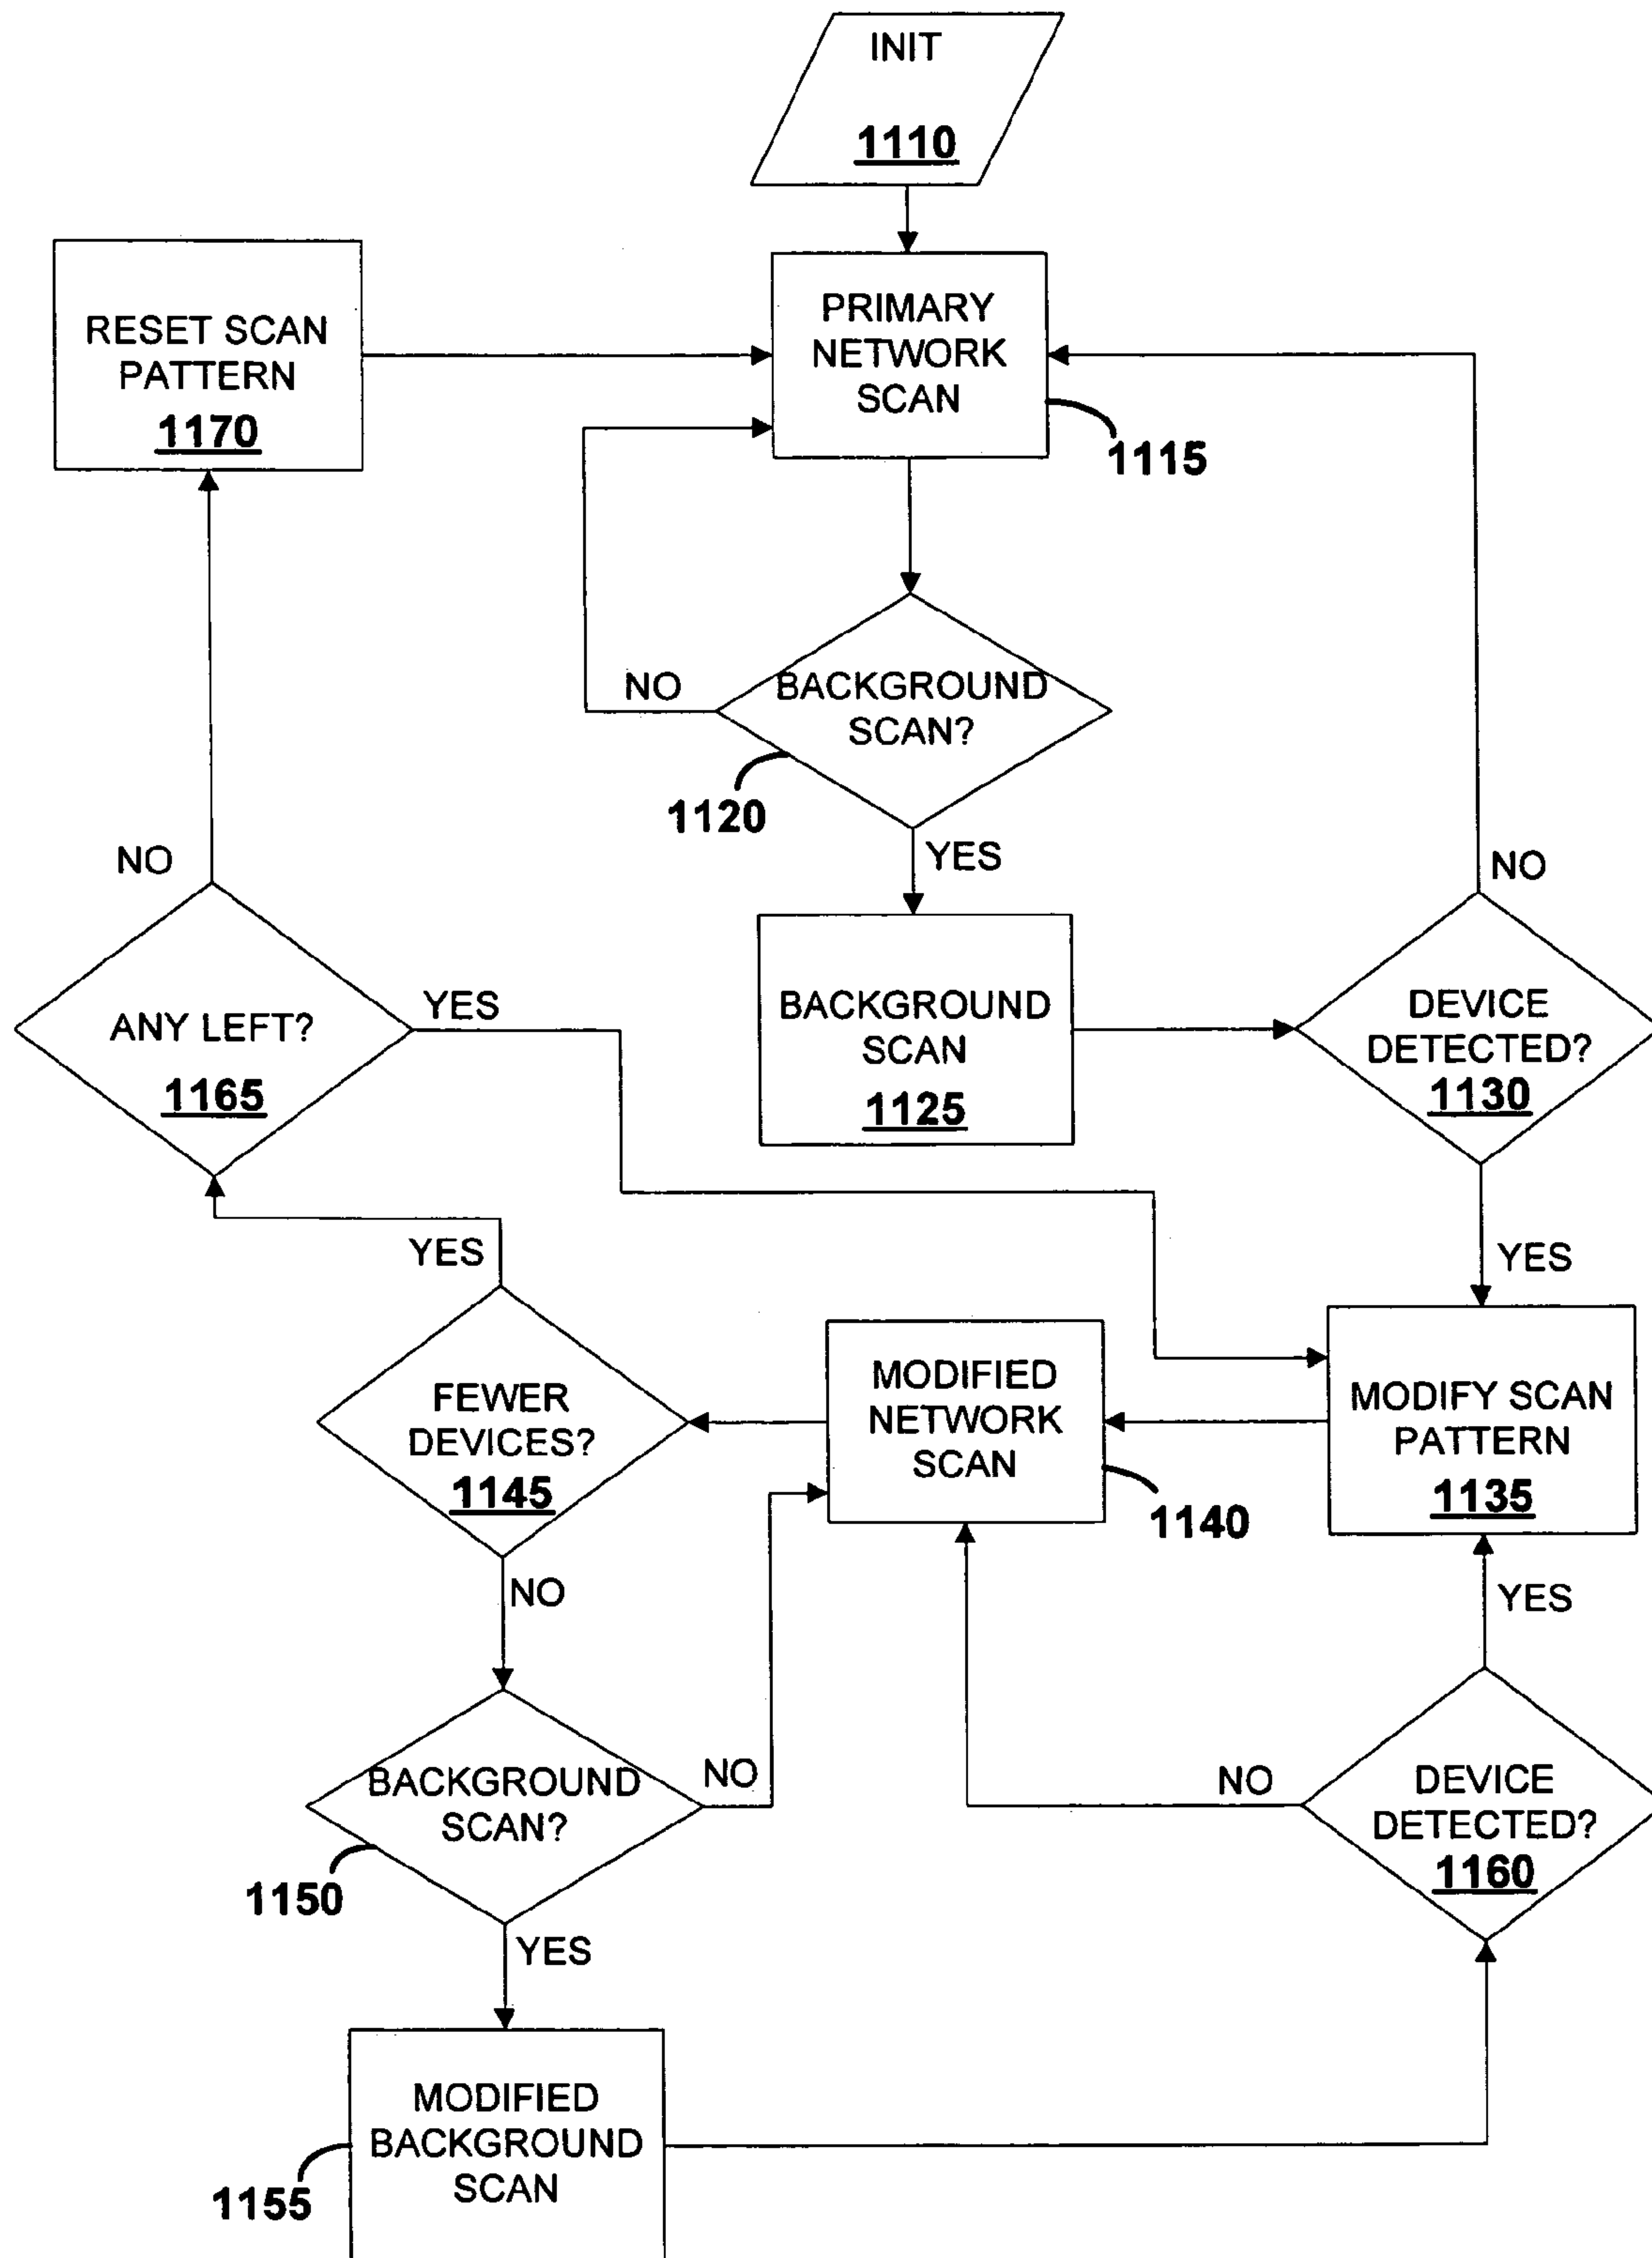 INIT
1110
RESET SCAN
PATTERN
1170
PRIMARY
NETWORK
SCAN
1115
NO
BACKGROUND
SCAN?
1120
YES
NO
NO
ANY LEFT?
1165
YES
BACKGROUND
SCAN
1125
DEVICE
DETECTED?
1130
YES
YES
FEWER
DEVICES?
1145
MODIFIED
NETWORK
SCAN
1140
MODIFY SCAN
PATTERN
1135
NO
YES
BACKGROUND
SCAN?
1150
NO
NO
DEVICE
DETECTED?
1160
YES
MODIFIED
BACKGROUND
SCAN
1155